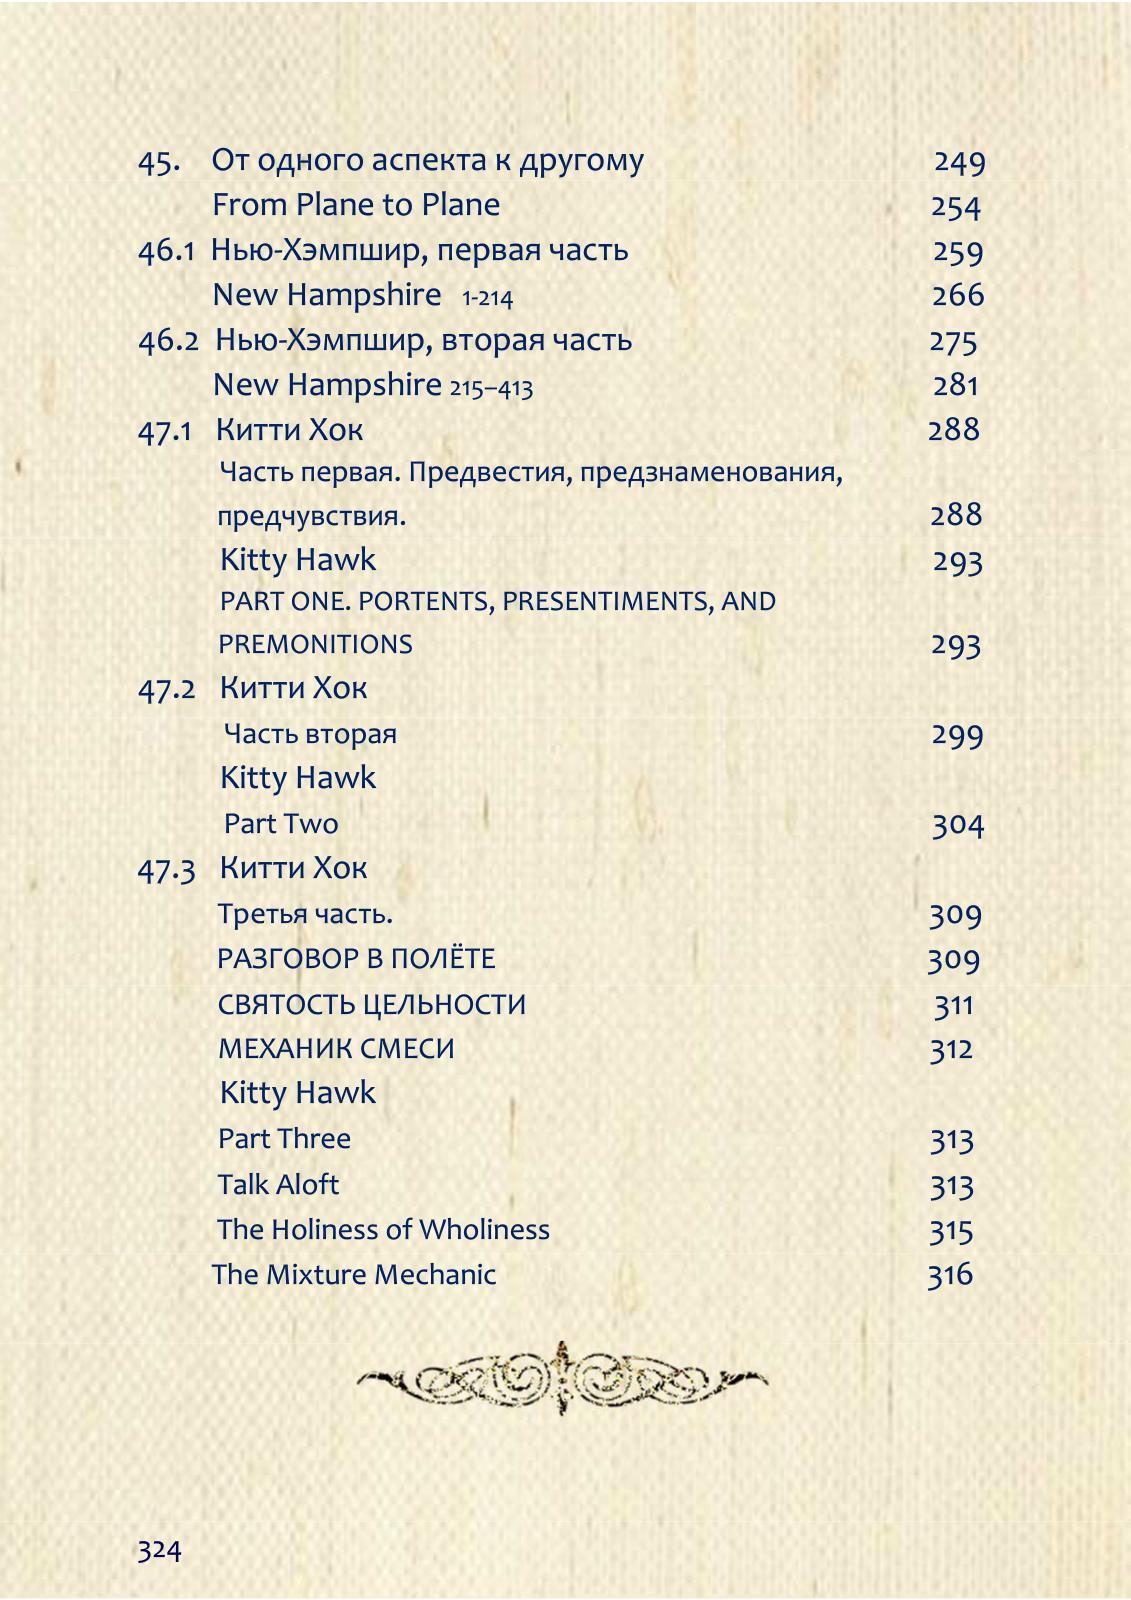 45. От одного аспекта к другому 249
From Plane to Plane 254
46.1 Нью-Хэмпшир, первая часть 259
New Hampshire 1-214 266
46.2 Нью-Хэмпшир, вторая часть 275
New Hampshire 215–413 281
47.1 Китти Хок 288
Часть первая. Предвестия, предзнаменования,
предчувствия. 288
Kitty Hawk 293
PART ONE. PORTENTS, PRESENTIMENTS, AND
PREMONITIONS 293
47.2 Китти Хок
Часть вторая 299
Kitty Hawk
Part Two 304
47.3 Китти Хок
Третья часть. 309
РАЗГОВОР В ПОЛЁТЕ 309
СВЯТОСТЬ ЦЕЛЬНОСТИ 311
МЕХАНИК СМЕСИ 312
Kitty Hawk
Part Three 313
Talk Aloft 313
The Holiness of Wholiness 315
The Mixture Mechanic 316
324